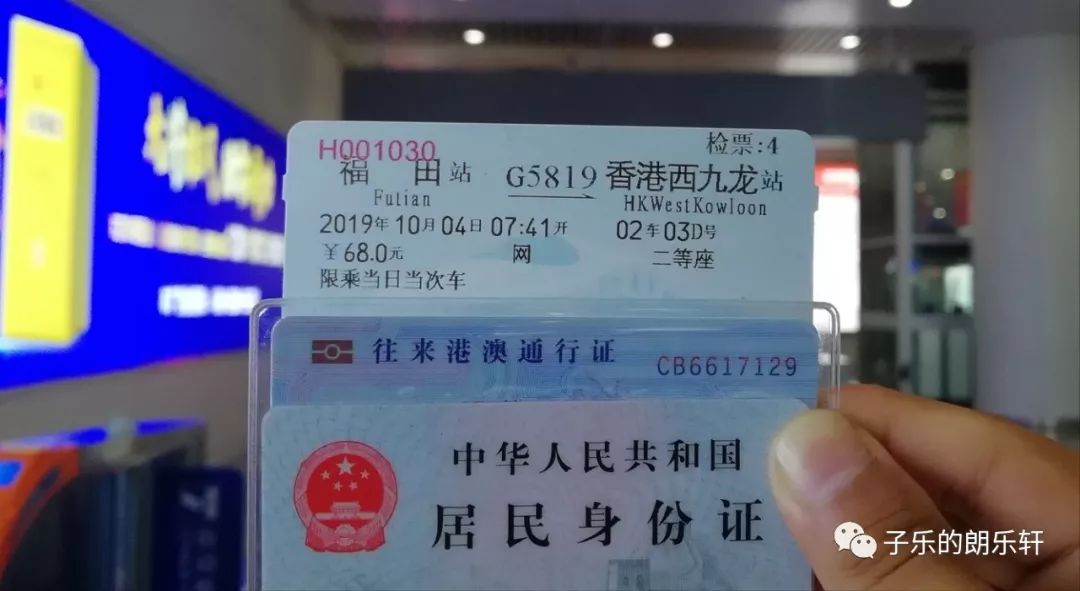 H001030
检票:4
福田站 G5819 香港西九龙站
Futian HKWestKowloon
2019年10月04日 07:41开 02车03D号
￥68.0元 网 二等座
限乘当日当次车
往来港澳通行证 CB6617129
中华人民共和国
居民身份证
子乐的朗乐轩